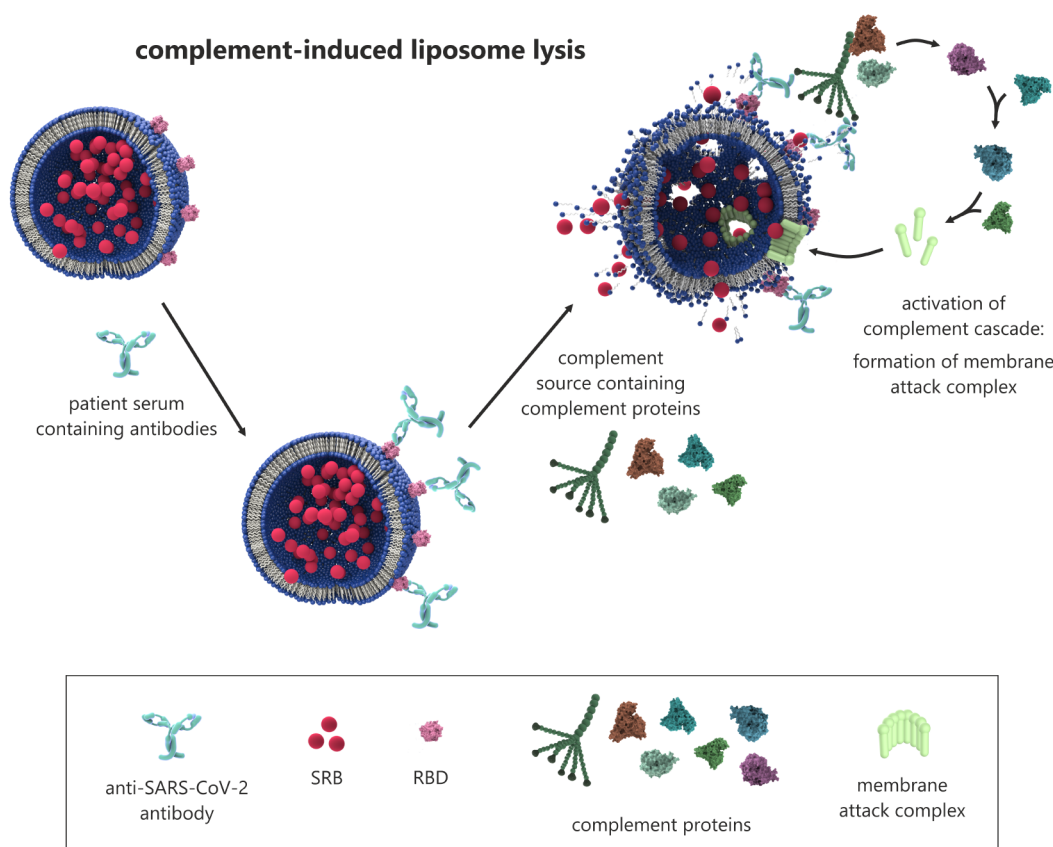 complement-induced liposome lysis
patient serum
containing antibodies
complement
source containing
complement proteins
activation of
complement cascade:
formation of membrane
attack complex
anti-SARS-CoV-2
antibody
SRB
RBD
complement proteins
membrane
attack complex